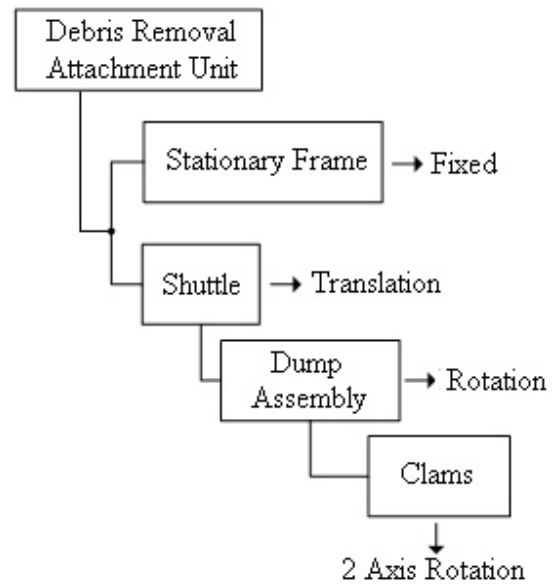 Debris Removal
Attachment Unit
Stationary Frame
Fixed
Shuttle
Translation
Dump
Assembly
Rotation
Clams
2 Axis Rotation